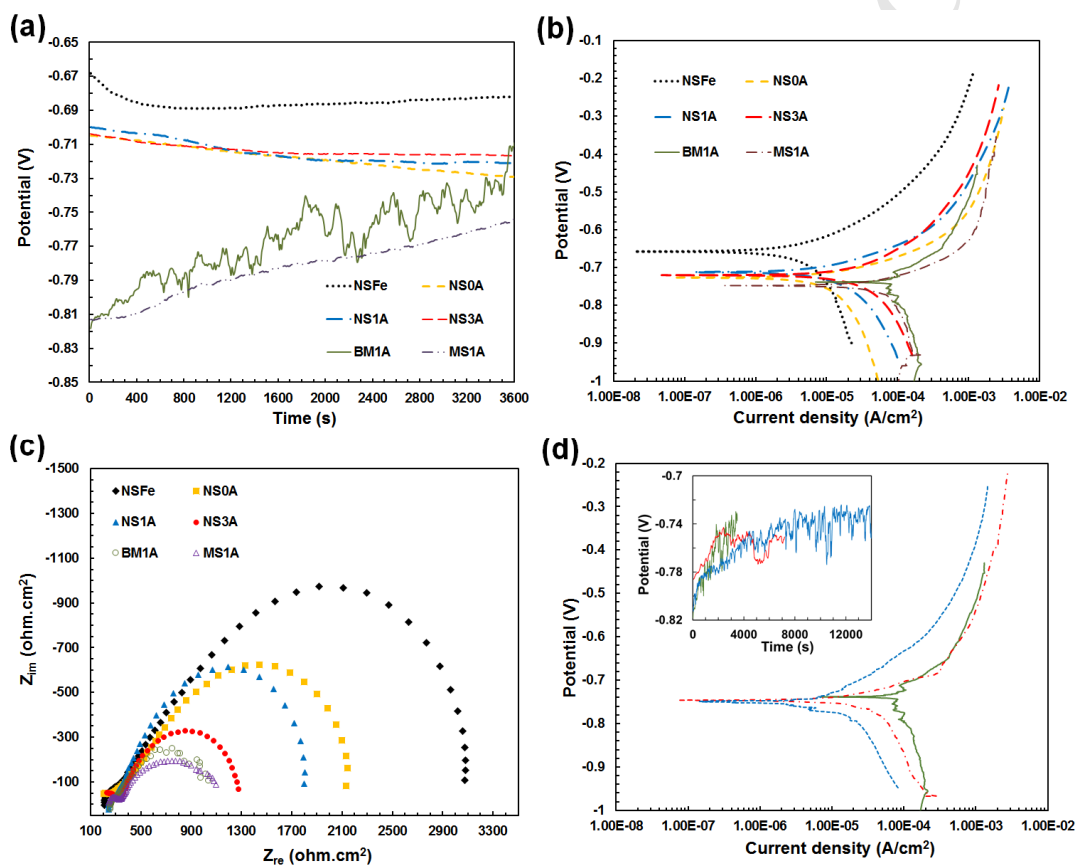 (a)
-0.65
-0.67
-0.69
-0.71
-0.73
-0.75
-0.77
-0.79
-0.81
-0.83
-0.85
Potential (V)
0 400 800 1200 1600 2000 2400 2800 3200 3600
Time (s)
NSFe NS0A
NS1A NS3A
BM1A MS1A
(b)
-0.1
-0.2
-0.3
-0.4
-0.5
-0.6
-0.7
-0.8
-0.9
-1
Potential (V)
1.00E-08 1.00E-07 1.00E-06 1.00E-05 1.00E-04 1.00E-03 1.00E-02
Current density (A/cm²)
NSFe NS0A
NS1A NS3A
BM1A MS1A
(c)
-1500
-1300
-1100
-900
-700
-500
-300
-100
ZIm (ohm.cm²)
100 500 900 1300 1700 2100 2500 2900 3300
Zre (ohm.cm²)
NSFe NS0A
NS1A NS3A
BM1A MS1A
(d)
-0.2
-0.3
-0.4
-0.5
-0.6
-0.7
-0.8
-0.9
-1
Potential (V)
1.00E-08 1.00E-07 1.00E-06 1.00E-05 1.00E-04 1.00E-03 1.00E-02
Current density (A/cm²)
-0.7
-0.74
-0.78
-0.82
Potential (V)
0 4000 8000 12000
Time (s)